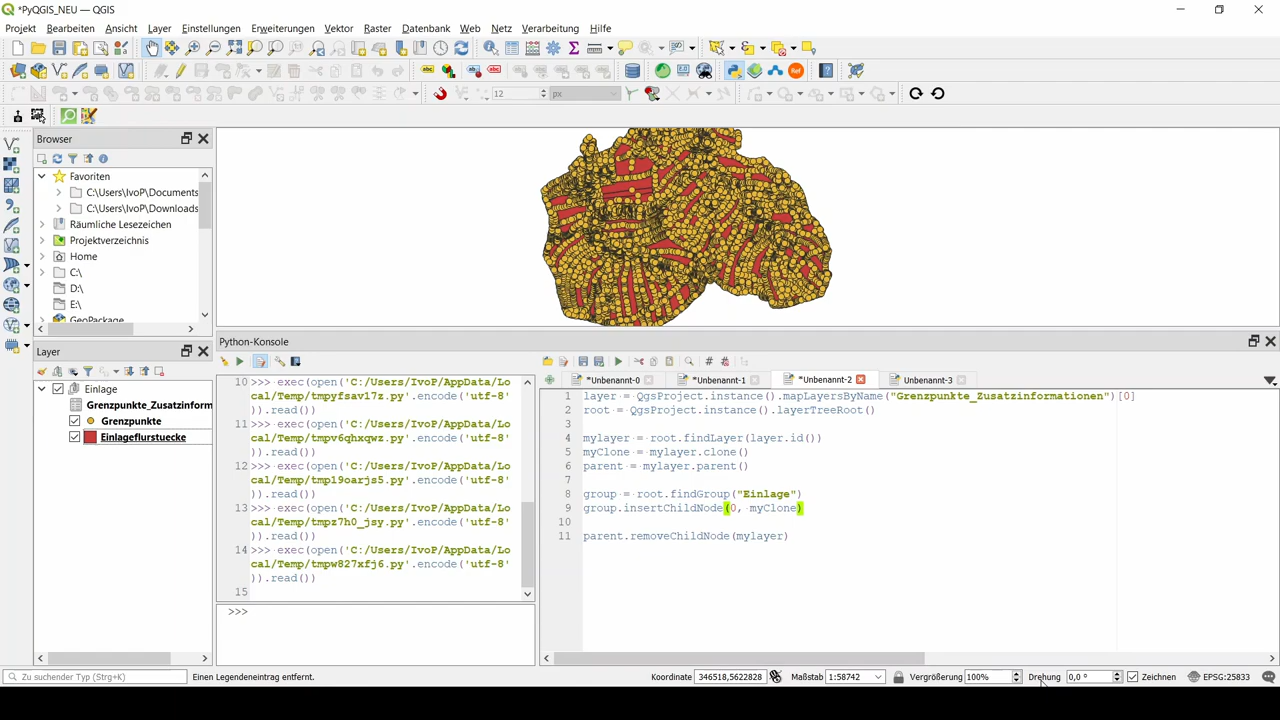 *PyQGIS_NEU — QGIS
Projekt Bearbeiten Ansicht Layer Einstellungen Erweiterungen Vektor Raster Datenbank Web Netz Verarbeitung Hilfe
12 px
Browser
Favoriten
C:\Users\IvoP\Documents
C:\Users\IvoP\Downloads
Räumliche Lesezeichen
Projektverzeichnis
Home
C:\
D:\
E:\
GeoPackage
Layer
Einlage
Grenzpunkte_Zusatzinform
Grenzpunkte
Einlageflurstuecke
Python-Konsole
10 >>> exec(open('C:/Users/IvoP/AppData/Lo
cal/Temp/tmpyfsav17z.py'.encode('utf-8'
)).read())
11 >>> exec(open('C:/Users/IvoP/AppData/Lo
cal/Temp/tmpv6qhxqwz.py'.encode('utf-8'
)).read())
12 >>> exec(open('C:/Users/IvoP/AppData/Lo
cal/Temp/tmp19oarjs5.py'.encode('utf-8'
)).read())
13 >>> exec(open('C:/Users/IvoP/AppData/Lo
cal/Temp/tmpz7h0_jsy.py'.encode('utf-8'
)).read())
14 >>> exec(open('C:/Users/IvoP/AppData/Lo
cal/Temp/tmpw827xfj6.py'.encode('utf-8'
)).read())
15
>>>
*Unbenannt-0 *Unbenannt-1 *Unbenannt-2 Unbenannt-3
1 layer = QgsProject.instance().mapLayersByName("Grenzpunkte_Zusatzinformationen")[0]
2 root = QgsProject.instance().layerTreeRoot()
3
4 mylayer = root.findLayer(layer.id())
5 myClone = mylayer.clone()
6 parent = mylayer.parent()
7
8 group = root.findGroup("Einlage")
9 group.insertChildNode(0, myClone)
10
11 parent.removeChildNode(mylayer)
Zu suchender Typ (Strg+K) Einen Legendeneintrag entfernt. Koordinate 346518,5622828 Maßstab 1:58742 Vergrößerung 100% Drehung 0,0 ° Zeichnen EPSG:25833